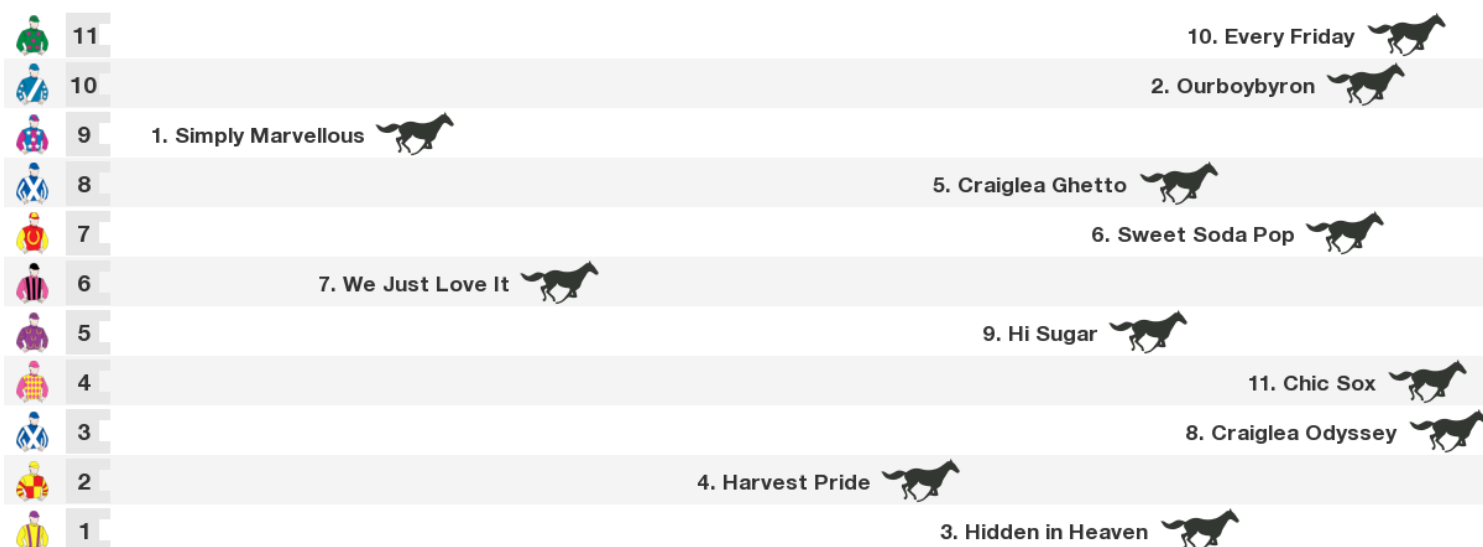 11 10. Every Friday
10 2. Ourboybyron
9 1. Simply Marvellous
8 5. Craiglea Ghetto
7 6. Sweet Soda Pop
6 7. We Just Love It
5 9. Hi Sugar
4 11. Chic Sox
3 8. Craiglea Odyssey
2 4. Harvest Pride
1 3. Hidden in Heaven